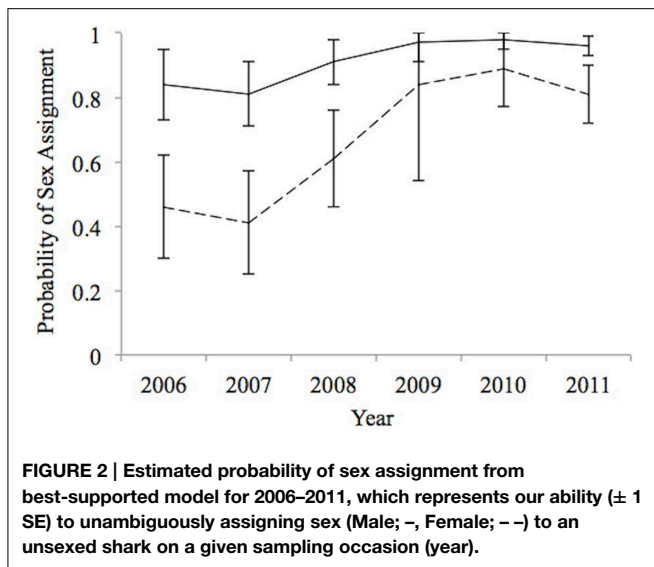 1
0.8
0.6
0.4
0.2
0
Probability of Sex Assignment
2006 2007 2008 2009 2010 2011
Year
FIGURE 2 | Estimated probability of sex assignment from
best-supported model for 2006–2011, which represents our ability (± 1
SE) to unambiguously assigning sex (Male; –, Female; – –) to an
unsexed shark on a given sampling occasion (year).